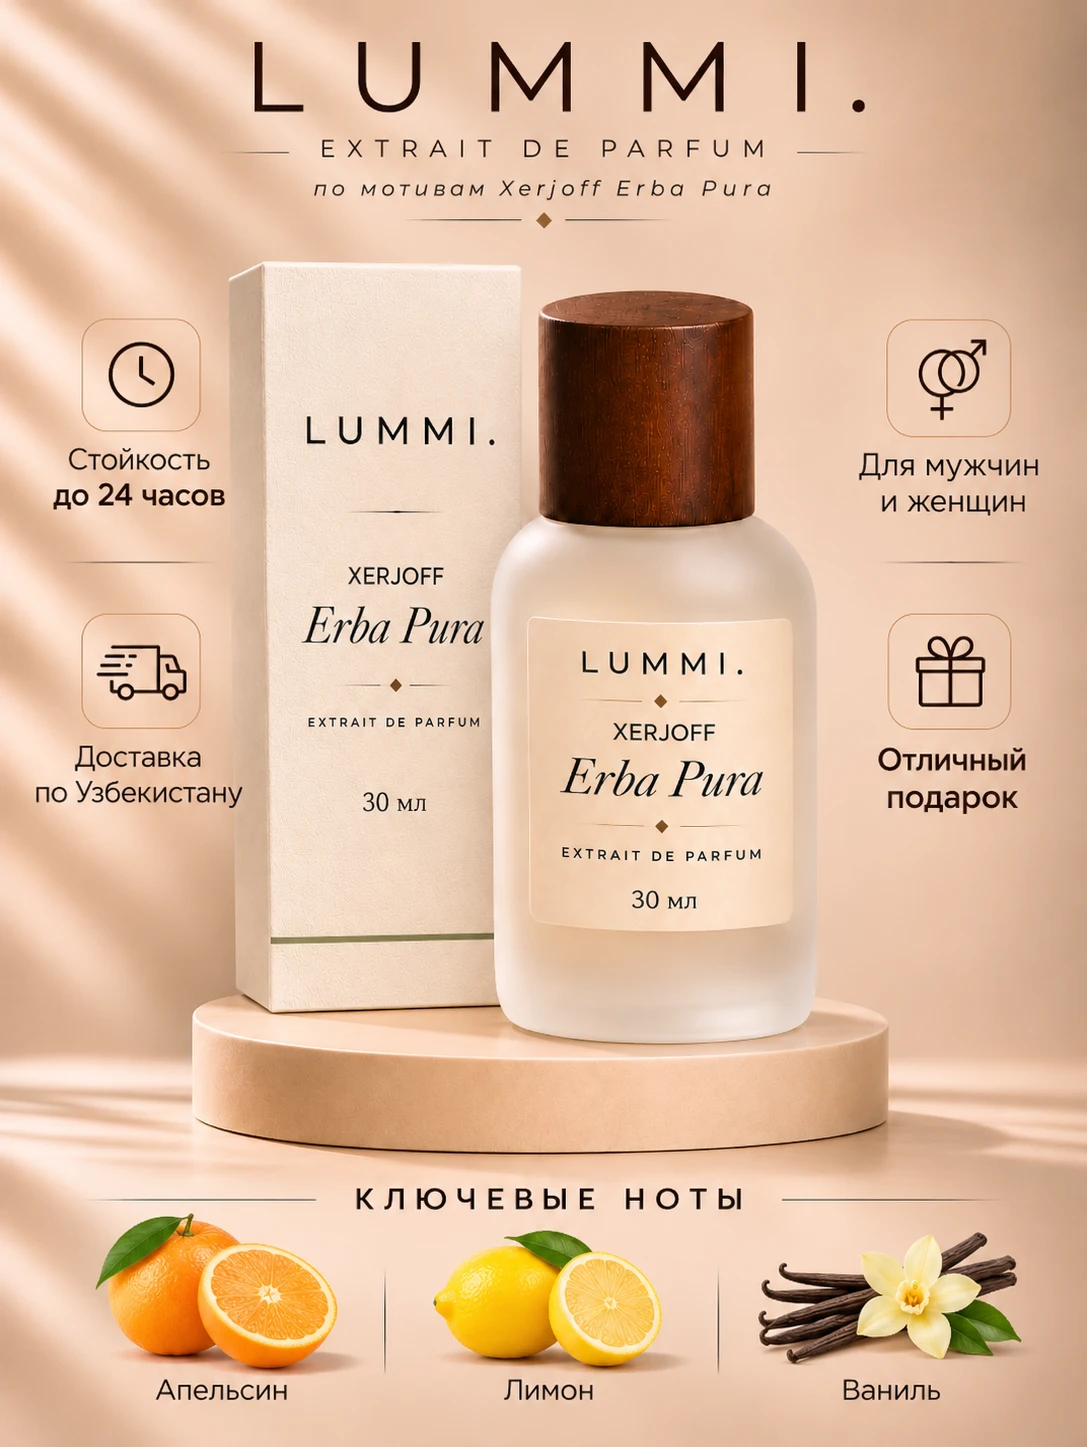 LUMMI.
EXTRAIT DE PARFUM
по мотивам Xerjoff Erba Pura
Стойкость
до 24 часов
Доставка
по Узбекистану
LUMMI.
XERJOFF
Erba Pura
EXTRAIT DE PARFUM
30 мл
LUMMI.
XERJOFF
Erba Pura
EXTRAIT DE PARFUM
30 мл
Для мужчин
и женщин
Отличный
подарок
КЛЮЧЕВЫЕ НОТЫ
Апельсин
Лимон
Ваниль